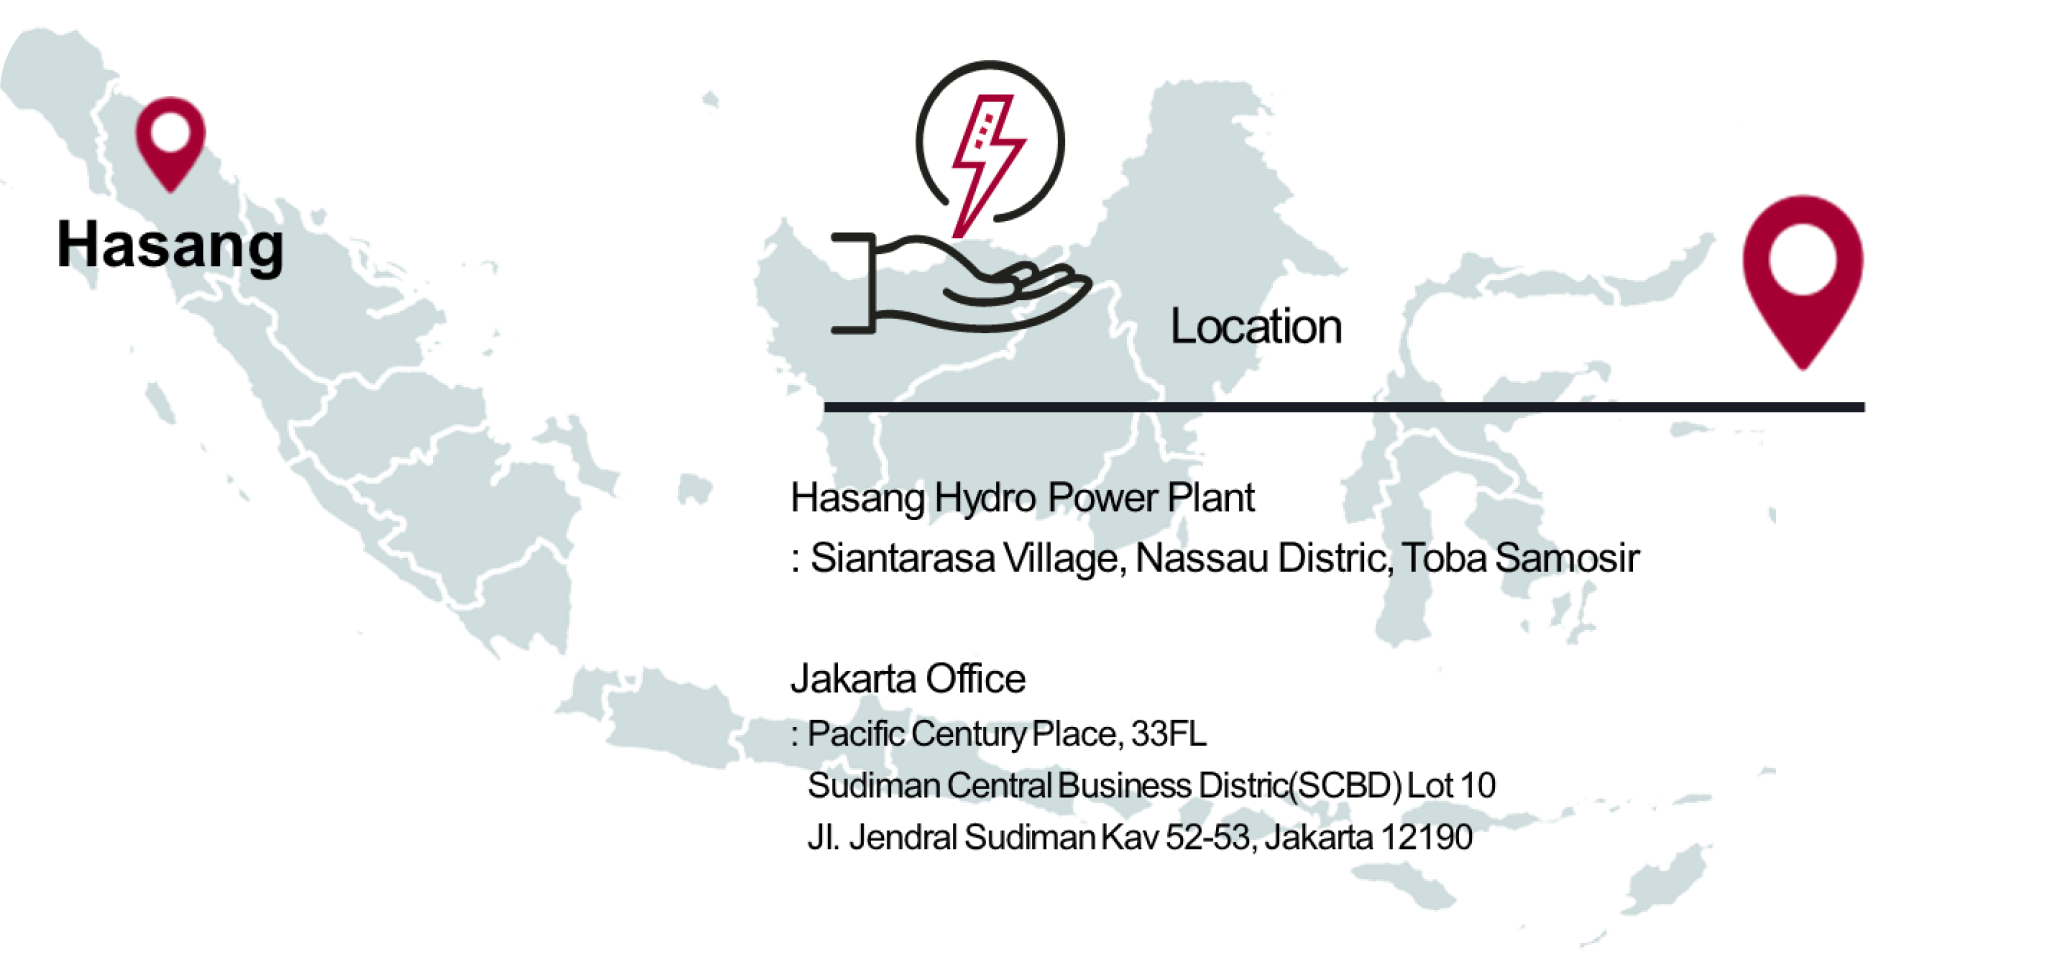 Hasang
Location
Hasang Hydro Power Plant
: Siantarasa Village, Nassau Distric, Toba Samosir
Jakarta Office
: Pacific Century Place, 33FL
Sudiman Central Business Distric(SCBD) Lot 10
Jl. Jendral Sudiman Kav 52-53, Jakarta 12190